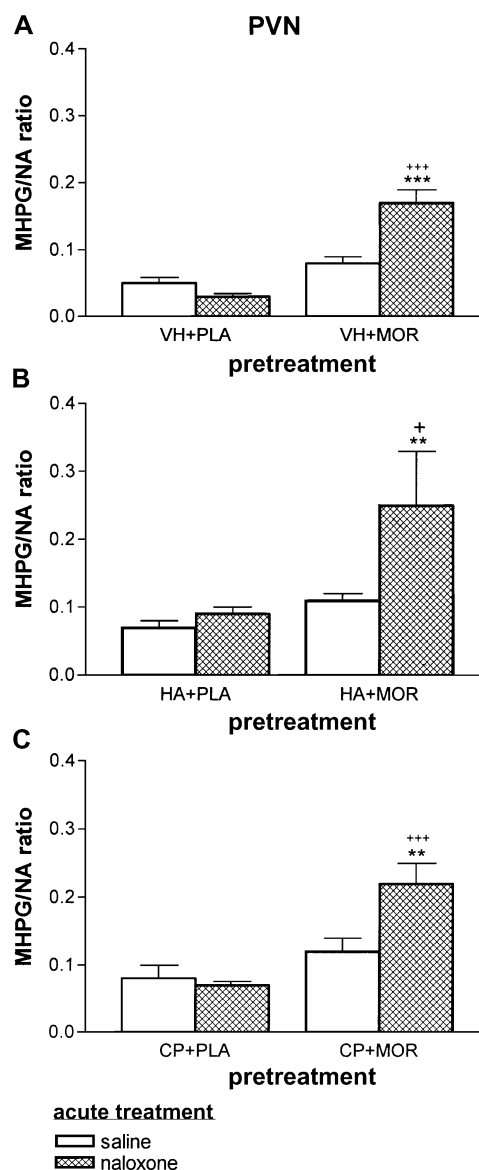 A
PVN
MHPG/NA ratio
0.4
0.3
0.2
0.1
0.0
+++
***
VH+PLA
VH+MOR
pretreatment
B
MHPG/NA ratio
0.4
0.3
0.2
0.1
0.0
+
**
HA+PLA
HA+MOR
pretreatment
C
MHPG/NA ratio
0.4
0.3
0.2
0.1
0.0
+++
**
CP+PLA
CP+MOR
pretreatment
acute treatment
saline
naloxone